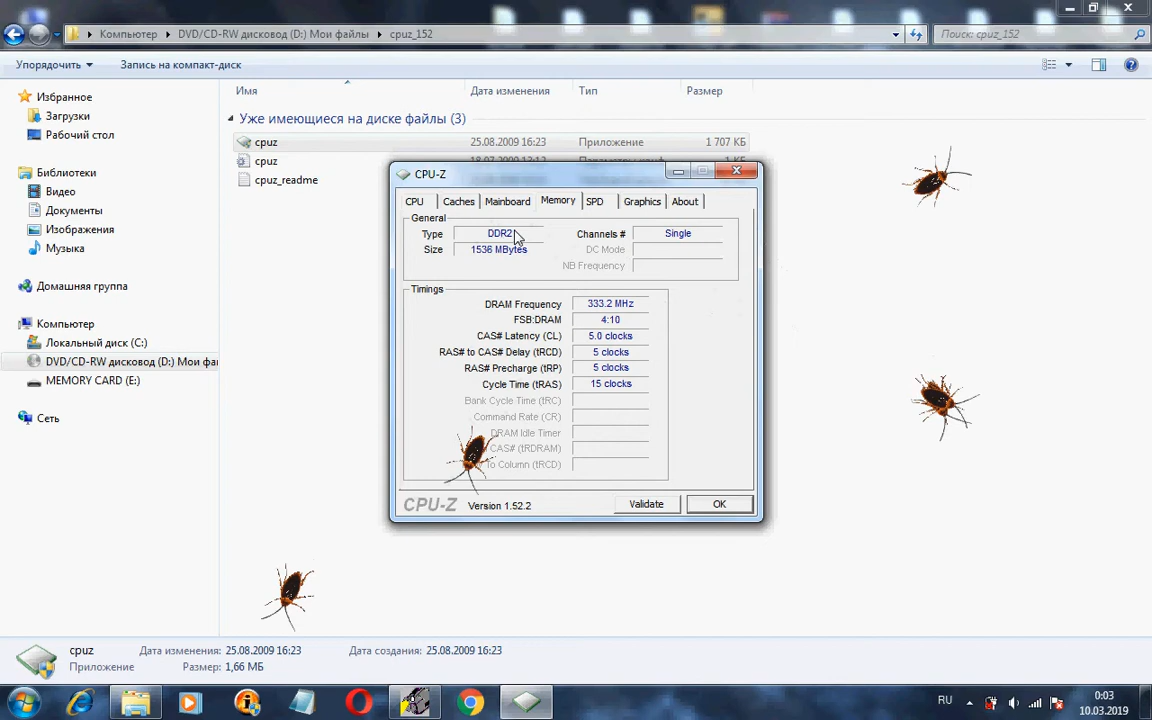 Компьютер
DVD/CD-RW дисковод (D:) Мои файлы
cpuz_152
Поиск: cpuz_152
Упорядочить
Запись на компакт-диск
Избранное
Загрузки
Рабочий стол
Библиотеки
Видео
Документы
Изображения
Музыка
Домашняя группа
Компьютер
Локальный диск (C:)
DVD/CD-RW дисковод (D:) Мои фай
MEMORY CARD (E:)
Сеть
Имя
Дата изменения
Тип
Размер
Уже имеющиеся на диске файлы (3)
cpuz
25.08.2009 16:23
Приложение
1 707 КБ
cpuz
cpuz_readme
CPU-Z
CPU
Caches
Mainboard
Memory
SPD
Graphics
About
General
Type
DDR2
Channels #
Single
Size
1536 MBytes
DC Mode
NB Frequency
Timings
DRAM Frequency
333.2 MHz
FSB:DRAM
4:10
CAS# Latency (CL)
5.0 clocks
RAS# to CAS# Delay (tRCD)
5 clocks
RAS# Precharge (tRP)
5 clocks
Cycle Time (tRAS)
15 clocks
Bank Cycle Time (tRC)
Command Rate (CR)
DRAM Idle Timer
CAS# (tRDRAM)
To Column (tRCD)
CPU-Z
Version 1.52.2
Validate
OK
cpuz
Дата изменения: 25.08.2009 16:23
Дата создания: 25.08.2009 16:23
Приложение
Размер: 1,66 МБ
RU
0:03
10.03.2019